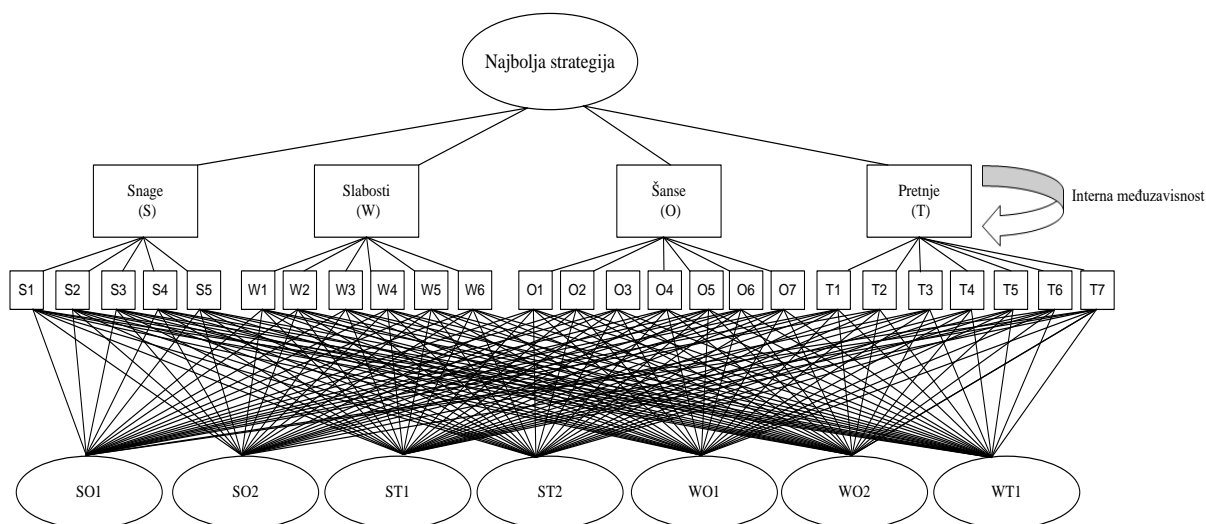 Najbolja strategija
Snage
(S)
Slabosti
(W)
Šanse
(O)
Pretnje
(T)
Interna međuzavisnost
S1 S2 S3 S4 S5 W1 W2 W3 W4 W5 W6 O1 O2 O3 O4 O5 O6 O7 T1 T2 T3 T4 T5 T6 T7
SO1 SO2 ST1 ST2 WO1 WO2 WT1